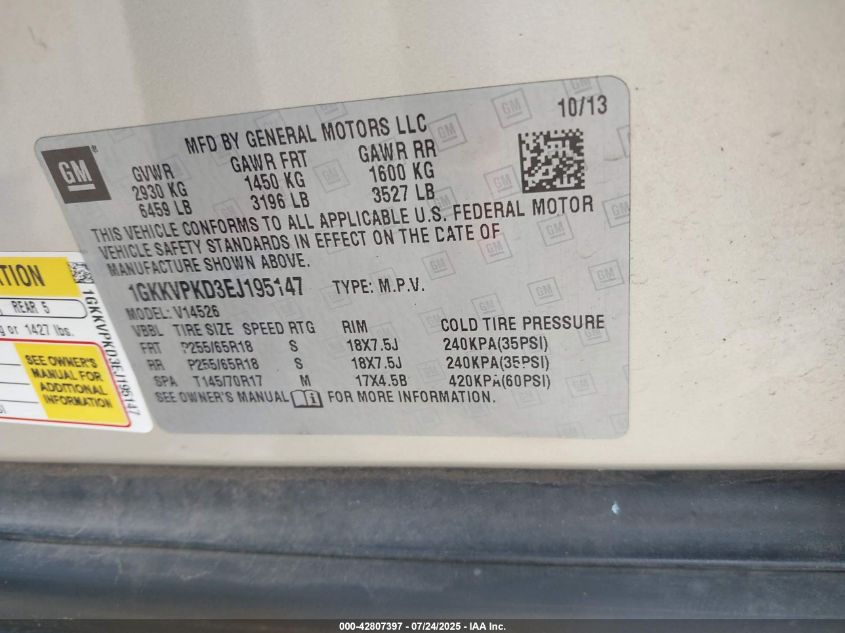 10/13
GM
MFD BY GENERAL MOTORS LLC
GVWR GAWR FRT GAWR RR
2930 KG 1450 KG 1600 KG
6459 LB 3196 LB 3527 LB
THIS VEHICLE CONFORMS TO ALL APPLICABLE U.S. FEDERAL MOTOR
VEHICLE SAFETY STANDARDS IN EFFECT ON THE DATE OF
MANUFACTURE SHOWN ABOVE.
1GKKVPKD3EJ195147 TYPE: M.P.V.
MODEL: V14526
VBBL TIRE SIZE SPEED RTG RIM COLD TIRE PRESSURE
FRT P255/65R18 S 18X7.5J 240KPA(35PSI)
RR P255/65R18 S 18X7.5J 240KPA(35PSI)
SPA T145/70R17 M 17X4.5B 420KPA(60PSI)
SEE OWNER'S MANUAL FOR MORE INFORMATION.
REAR 5
or 1427 lbs.
SEE OWNER'S
MANUAL FOR
ADDITIONAL
INFORMATION
1GKKVPKD3EJ195147
000-42807397 - 07/24/2025 - IAA Inc.